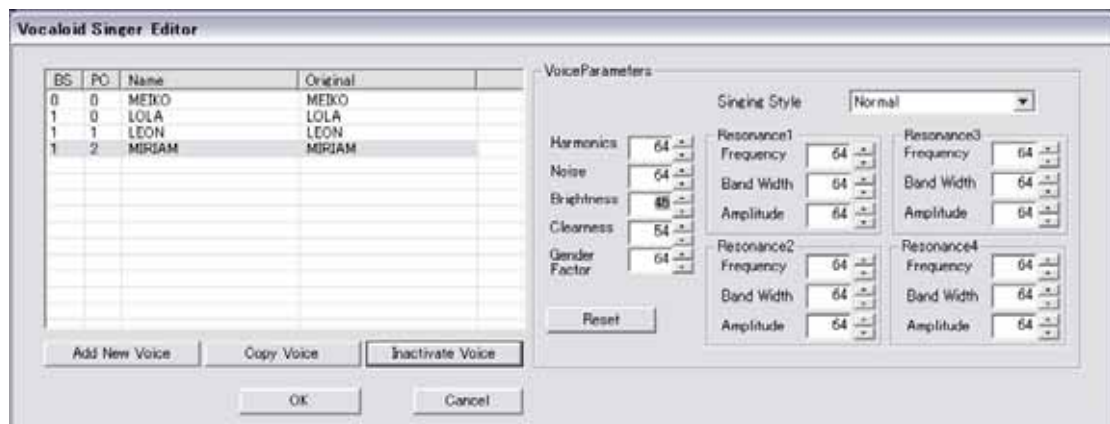 Vocaloid Singer Editor
BS PC Name Original
0 0 MEIKO MEIKO
1 0 LOLA LOLA
1 1 LEON LEON
1 2 MIRIAM MIRIAM
Add New Voice Copy Voice Inactivate Voice
OK Cancel
VoiceParameters
Singing Style Normal
Harmonics 64
Noise 64
Brightness 48
Clearness 54
Gender
Factor 64
Reset
Resonance1
Frequency 64
Band Width 64
Amplitude 64
Resonance3
Frequency 64
Band Width 64
Amplitude 64
Resonance2
Frequency 64
Band Width 64
Amplitude 64
Resonance4
Frequency 64
Band Width 64
Amplitude 64